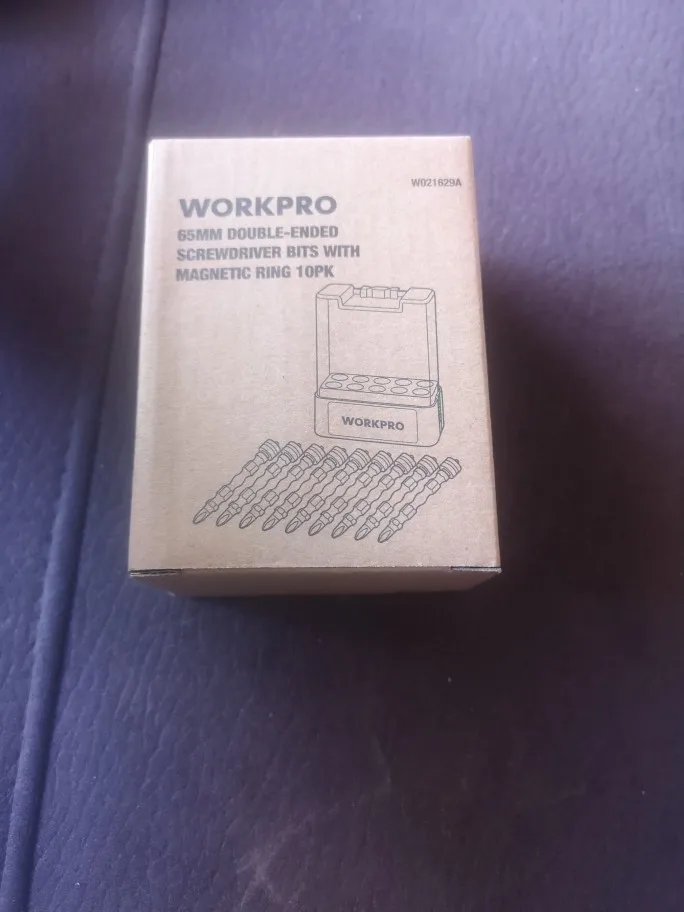 W021629A
WORKPRO
65MM DOUBLE-ENDED
SCREWDRIVER BITS WITH
MAGNETIC RING 10PK
WORKPRO